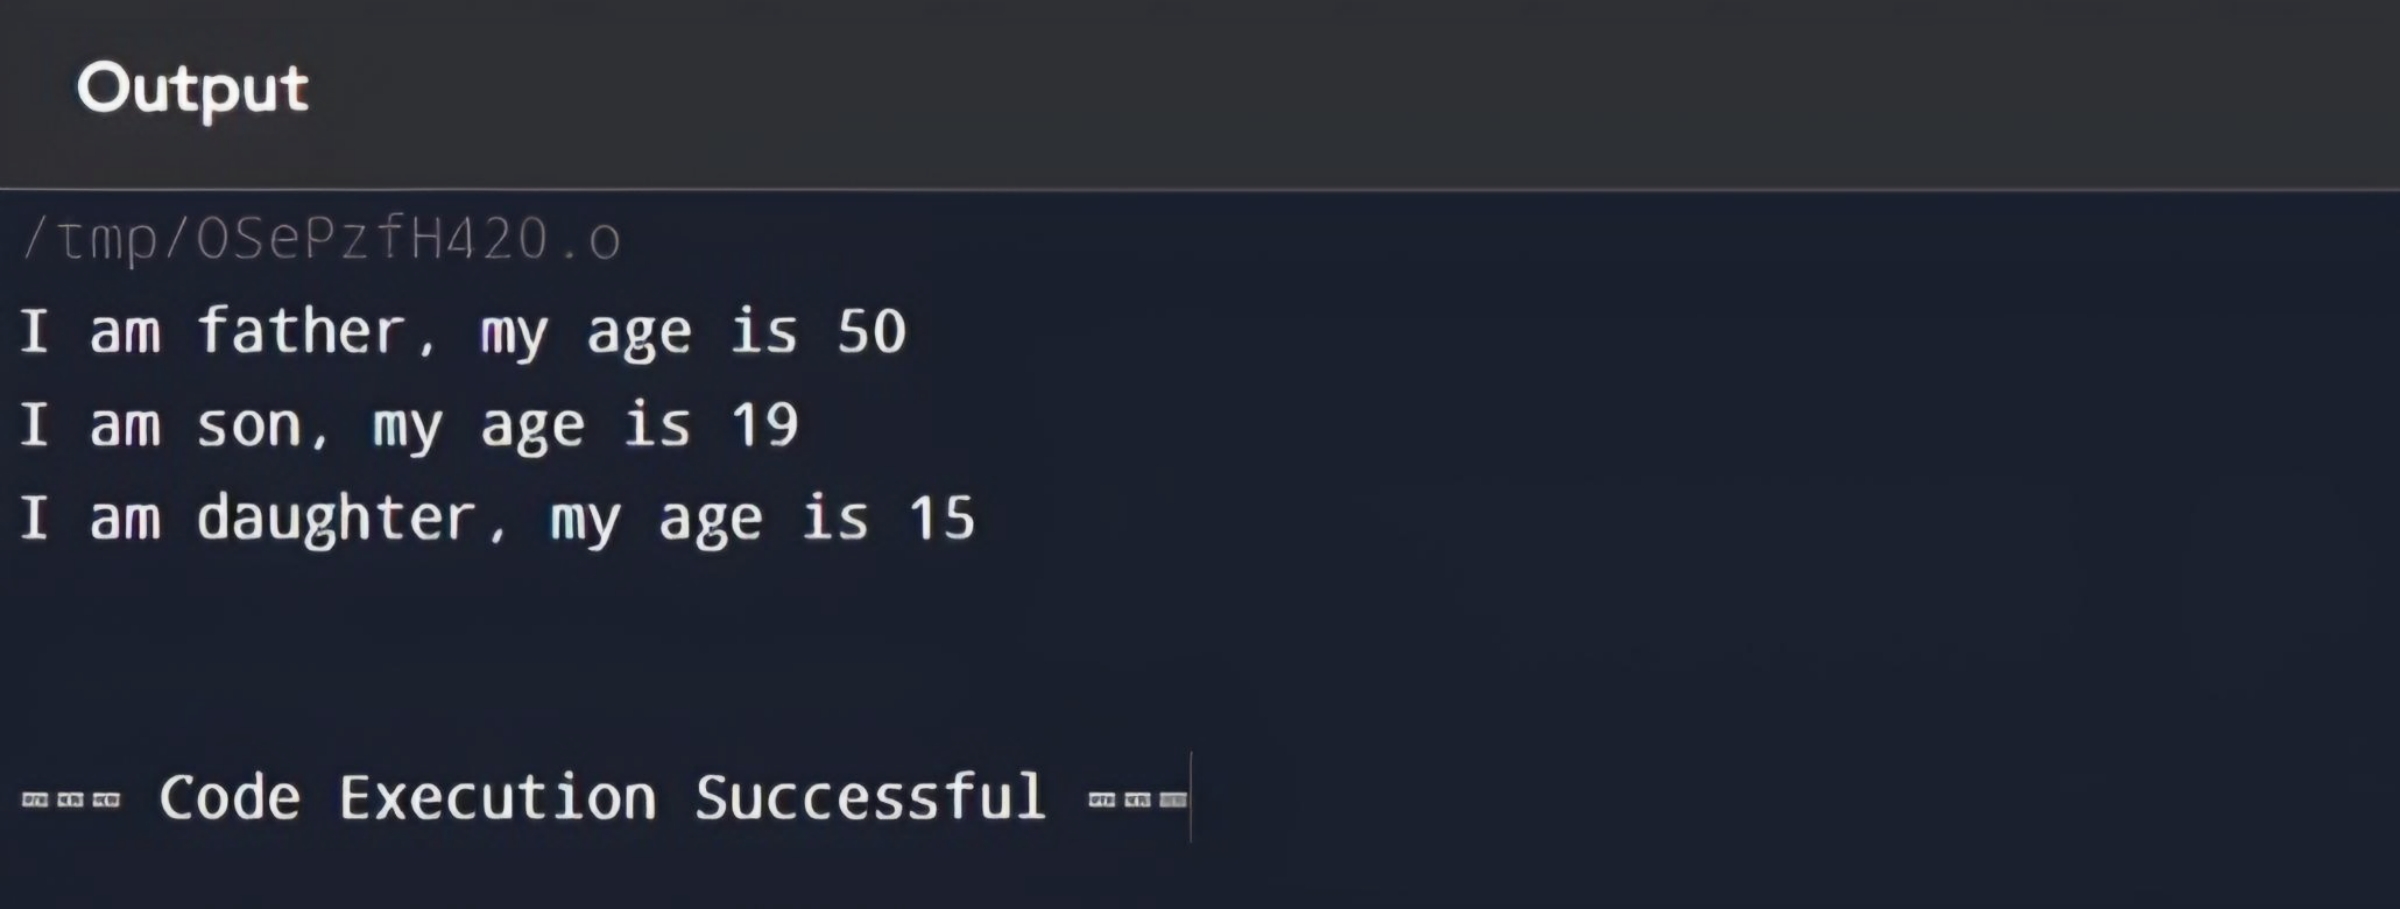 Output
/tmp/OSePzfH420.o
I am father, my age is 50
I am son, my age is 19
I am daughter, my age is 15
=== Code Execution Successful ===